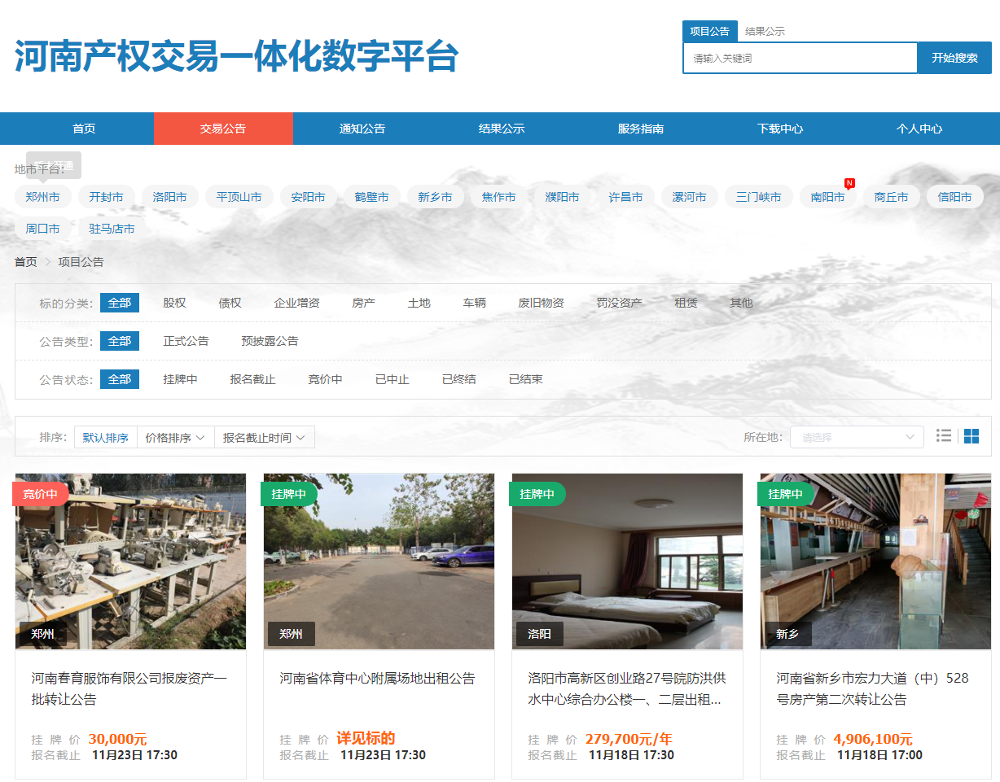 河南产权交易一体化数字平台
项目公告 结果公示
请输入关键词 开始搜索
首页 交易公告 通知公告 结果公示 服务指南 下载中心 个人中心
地市平台：
郑州市 开封市 洛阳市 平顶山市 安阳市 鹤壁市 新乡市 焦作市 濮阳市 许昌市 漯河市 三门峡市 南阳市 N 商丘市 信阳市
周口市 驻马店市
首页 > 项目公告
标的分类： 全部 股权 债权 企业增资 房产 土地 车辆 废旧物资 罚没资产 租赁 其他
公告类型： 全部 正式公告 预披露公告
公告状态： 全部 挂牌中 报名截止 竞价中 已中止 已终结 已结束
排序： 默认排序 价格排序 报名截止时间 所在地： 请选择
竞价中
郑州
河南春育服饰有限公司报废资产一
批转让公告
挂牌价 30,000元
报名截止 11月23日 17:30
挂牌中
郑州
河南省体育中心附属场地出租公告
挂牌价 详见标的
报名截止 11月23日 17:30
挂牌中
洛阳
洛阳市高新区创业路27号院防洪供
水中心综合办公楼一、二层出租...
挂牌价 279,700元/年
报名截止 11月18日 17:30
挂牌中
新乡
河南省新乡市宏力大道（中）528
号房产第二次转让公告
挂牌价 4,906,100元
报名截止 11月18日 17:00